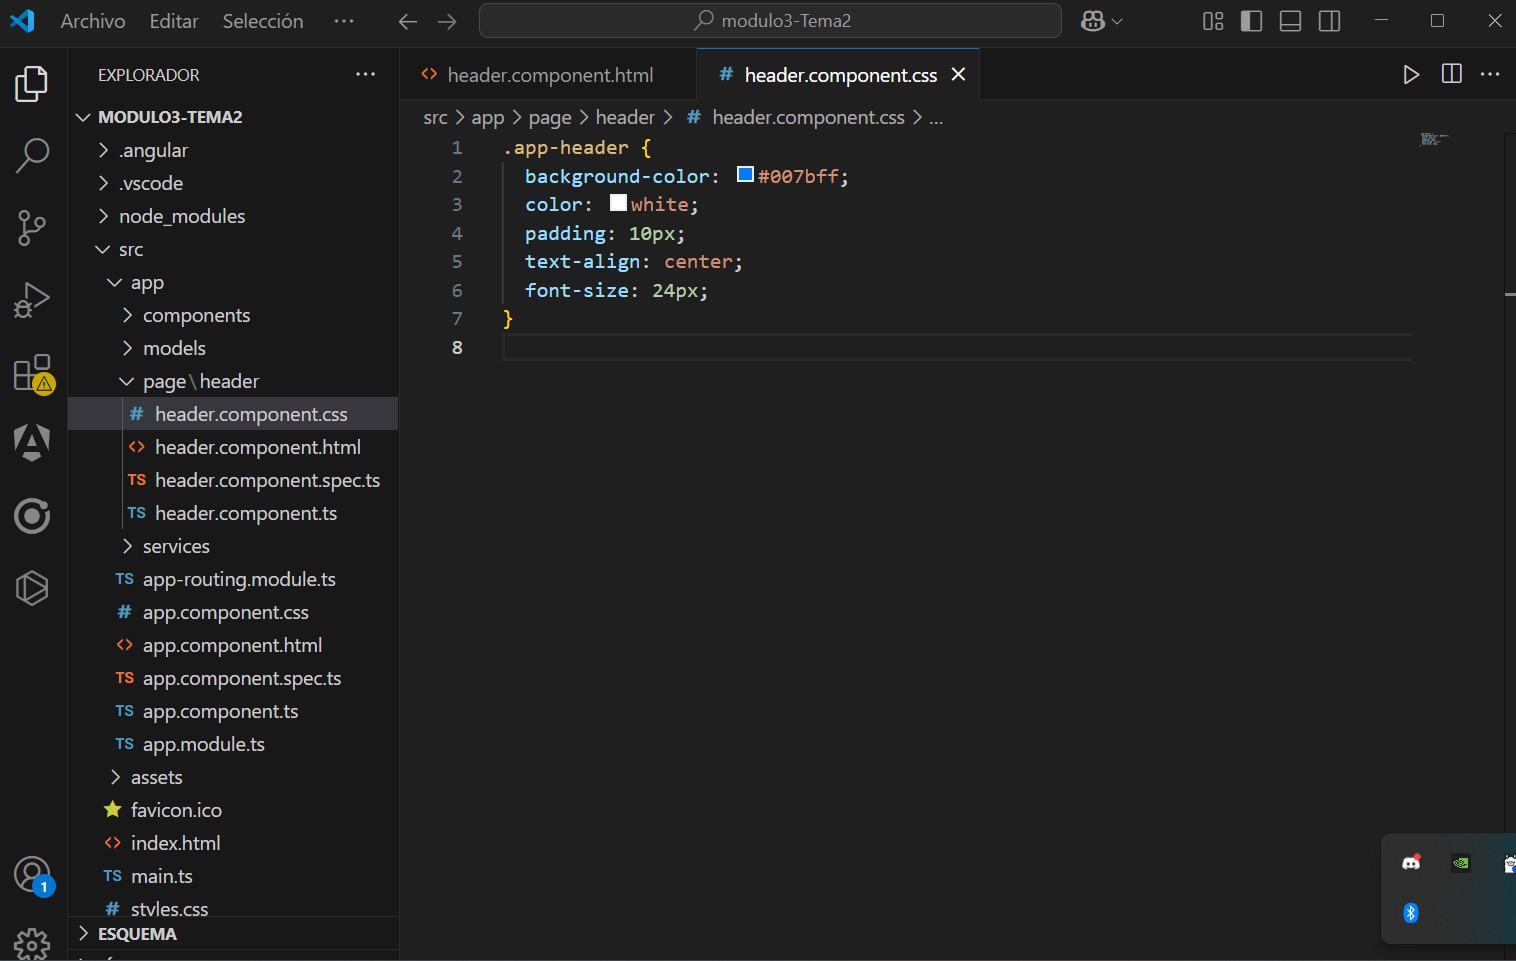 Archivo Editar Selección ··· modulo3-Tema2
EXPLORADOR ···
MODULO3-TEMA2
.angular
.vscode
node_modules
src
app
components
models
page\header
# header.component.css
<> header.component.html
TS header.component.spec.ts
TS header.component.ts
services
TS app-routing.module.ts
# app.component.css
<> app.component.html
TS app.component.spec.ts
TS app.component.ts
TS app.module.ts
assets
favicon.ico
<> index.html
TS main.ts
# styles.css
ESQUEMA
1
<> header.component.html # header.component.css
src > app > page > header > # header.component.css > ...
1 .app-header {
2 background-color: #007bff;
3 color: white;
4 padding: 10px;
5 text-align: center;
6 font-size: 24px;
7 }
8